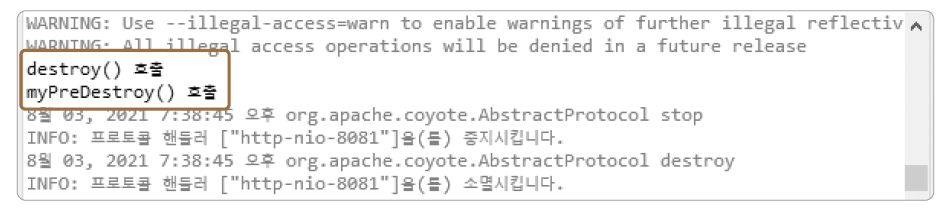 WARNING: Use --illegal-access=warn to enable warnings of further illegal reflectiv
WARNING: All illegal access operations will be denied in a future release
destroy() 호출
myPreDestroy() 호출
8월 03, 2021 7:38:45 오후 org.apache.coyote.AbstractProtocol stop
INFO: 프로토콜 핸들러 ["http-nio-8081"]을(를) 중지시킵니다.
8월 03, 2021 7:38:45 오후 org.apache.coyote.AbstractProtocol destroy
INFO: 프로토콜 핸들러 ["http-nio-8081"]을(를) 소멸시킵니다.